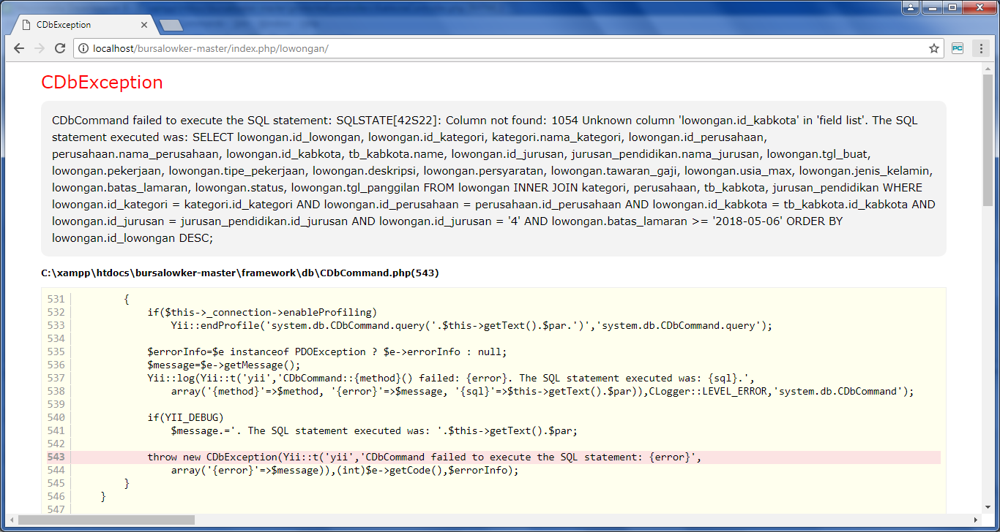 CDbException
localhost/bursalowker-master/index.php/lowongan/
PC
CDbException
CDbCommand failed to execute the SQL statement: SQLSTATE[42S22]: Column not found: 1054 Unknown column 'lowongan.id_kabkota' in 'field list'. The SQL
statement executed was: SELECT lowongan.id_lowongan, lowongan.id_kategori, kategori.nama_kategori, lowongan.id_perusahaan,
perusahaan.nama_perusahaan, lowongan.id_kabkota, tb_kabkota.name, lowongan.id_jurusan, jurusan_pendidikan.nama_jurusan, lowongan.tgl_buat,
lowongan.pekerjaan, lowongan.tipe_pekerjaan, lowongan.deskripsi, lowongan.persyaratan, lowongan.tawaran_gaji, lowongan.usia_max, lowongan.jenis_kelamin,
lowongan.batas_lamaran, lowongan.status, lowongan.tgl_panggilan FROM lowongan INNER JOIN kategori, perusahaan, tb_kabkota, jurusan_pendidikan WHERE
lowongan.id_kategori = kategori.id_kategori AND lowongan.id_perusahaan = perusahaan.id_perusahaan AND lowongan.id_kabkota = tb_kabkota.id_kabkota AND
lowongan.id_jurusan = jurusan_pendidikan.id_jurusan AND lowongan.id_jurusan = '4' AND lowongan.batas_lamaran >= '2018-05-06' ORDER BY
lowongan.id_lowongan DESC;
C:\xampp\htdocs\bursalowker-master\framework\db\CDbCommand.php(543)
531         {
532             if($this->_connection->enableProfiling)
533                 Yii::endProfile('system.db.CDbCommand.query('.$this->getText().$par.')','system.db.CDbCommand.query');
534
535             $errorInfo=$e instanceof PDOException ? $e->errorInfo : null;
536             $message=$e->getMessage();
537             Yii::log(Yii::t('yii','CDbCommand::{method}() failed: {error}. The SQL statement executed was: {sql}.',
538                 array('{method}'=>$method, '{error}'=>$message, '{sql}'=>$this->getText().$par)),CLogger::LEVEL_ERROR,'system.db.CDbCommand');
539
540             if(YII_DEBUG)
541                 $message.='. The SQL statement executed was: '.$this->getText().$par;
542
543             throw new CDbException(Yii::t('yii','CDbCommand failed to execute the SQL statement: {error}',
544                 array('{error}'=>$message)),(int)$e->getCode(),$errorInfo);
545         }
546     }
547